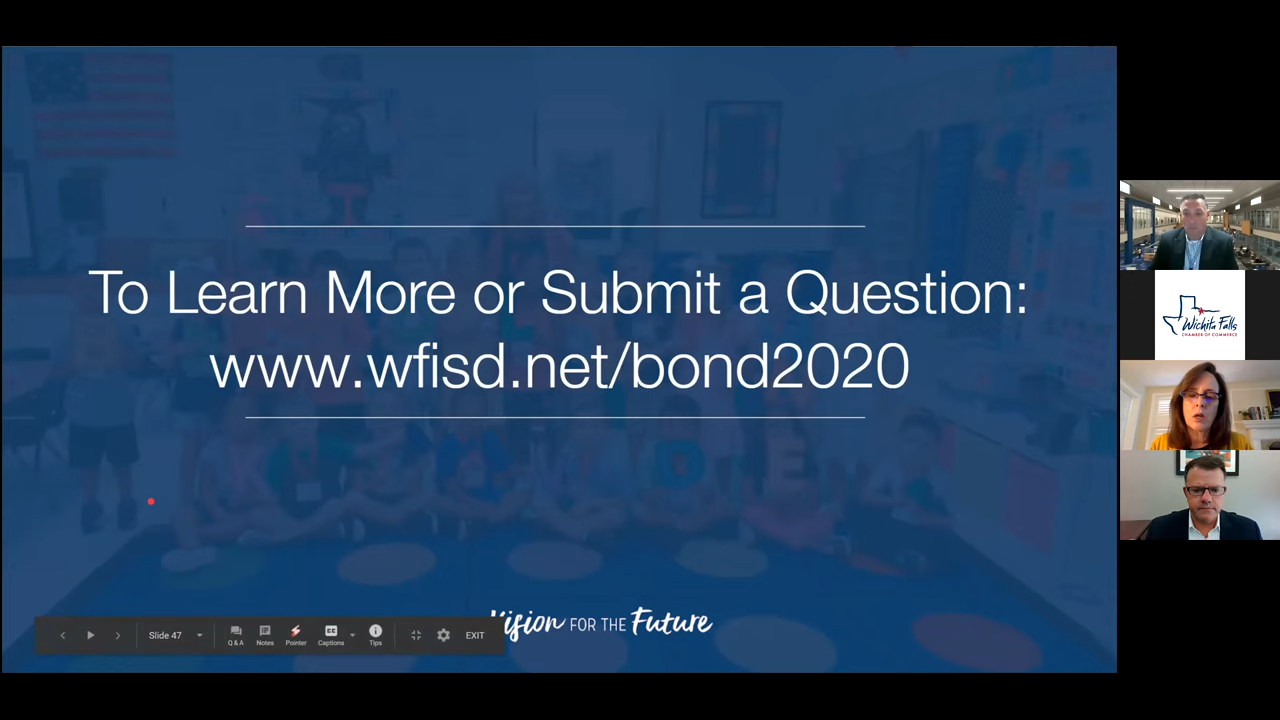 To Learn More or Submit a Question:
www.wfisd.net/bond2020
Vision FOR THE Future
Slide 47
Q & A
Notes
Pointer
CC
Captions
Tips
EXIT
Wichita Falls
CHAMBER OF COMMERCE